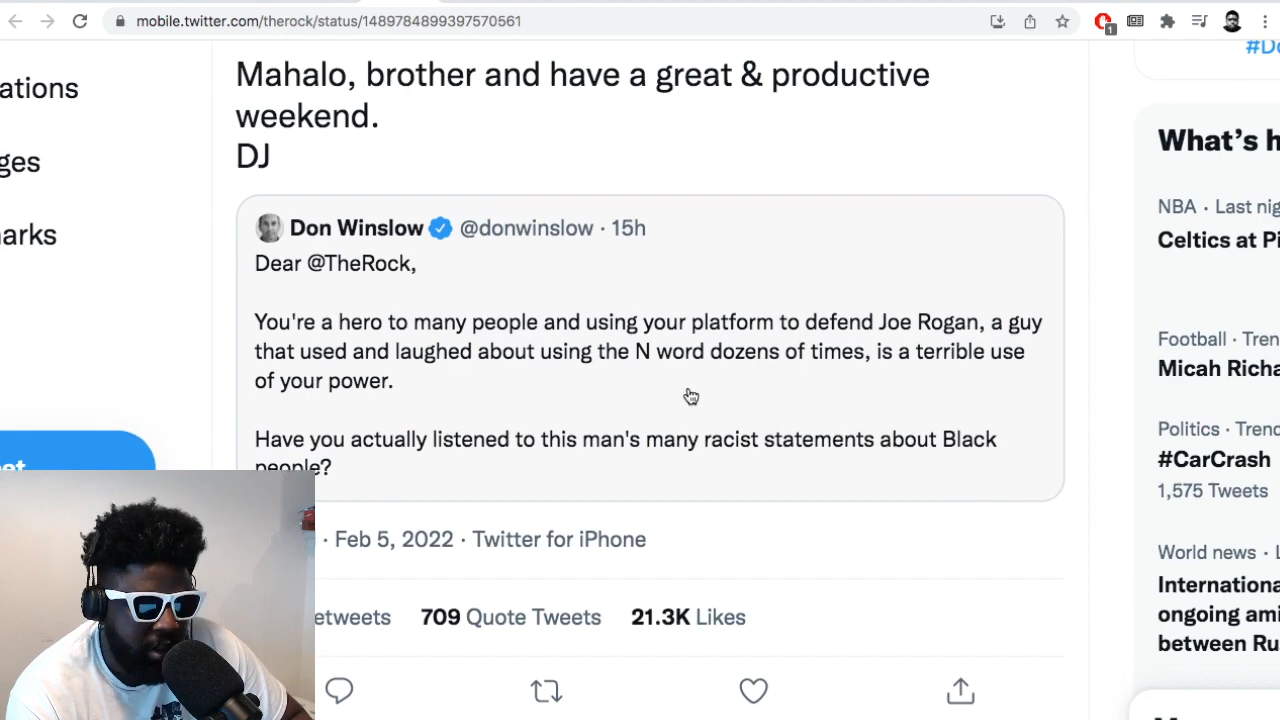 mobile.twitter.com/therock/status/1489784899397570561
1
ations
ges
arks
Mahalo, brother and have a great & productive
weekend.
DJ
Don Winslow @donwinslow · 15h
Dear @TheRock,
You're a hero to many people and using your platform to defend Joe Rogan, a guy
that used and laughed about using the N word dozens of times, is a terrible use
of your power.
Have you actually listened to this man's many racist statements about Black
people?
· Feb 5, 2022 · Twitter for iPhone
etweets 709 Quote Tweets 21.3K Likes
#Do
What's h
NBA · Last nig
Celtics at Pi
Football · Tren
Micah Richa
Politics · Trend
#CarCrash
1,575 Tweets
World news · L
Internationa
ongoing ami
between Ru